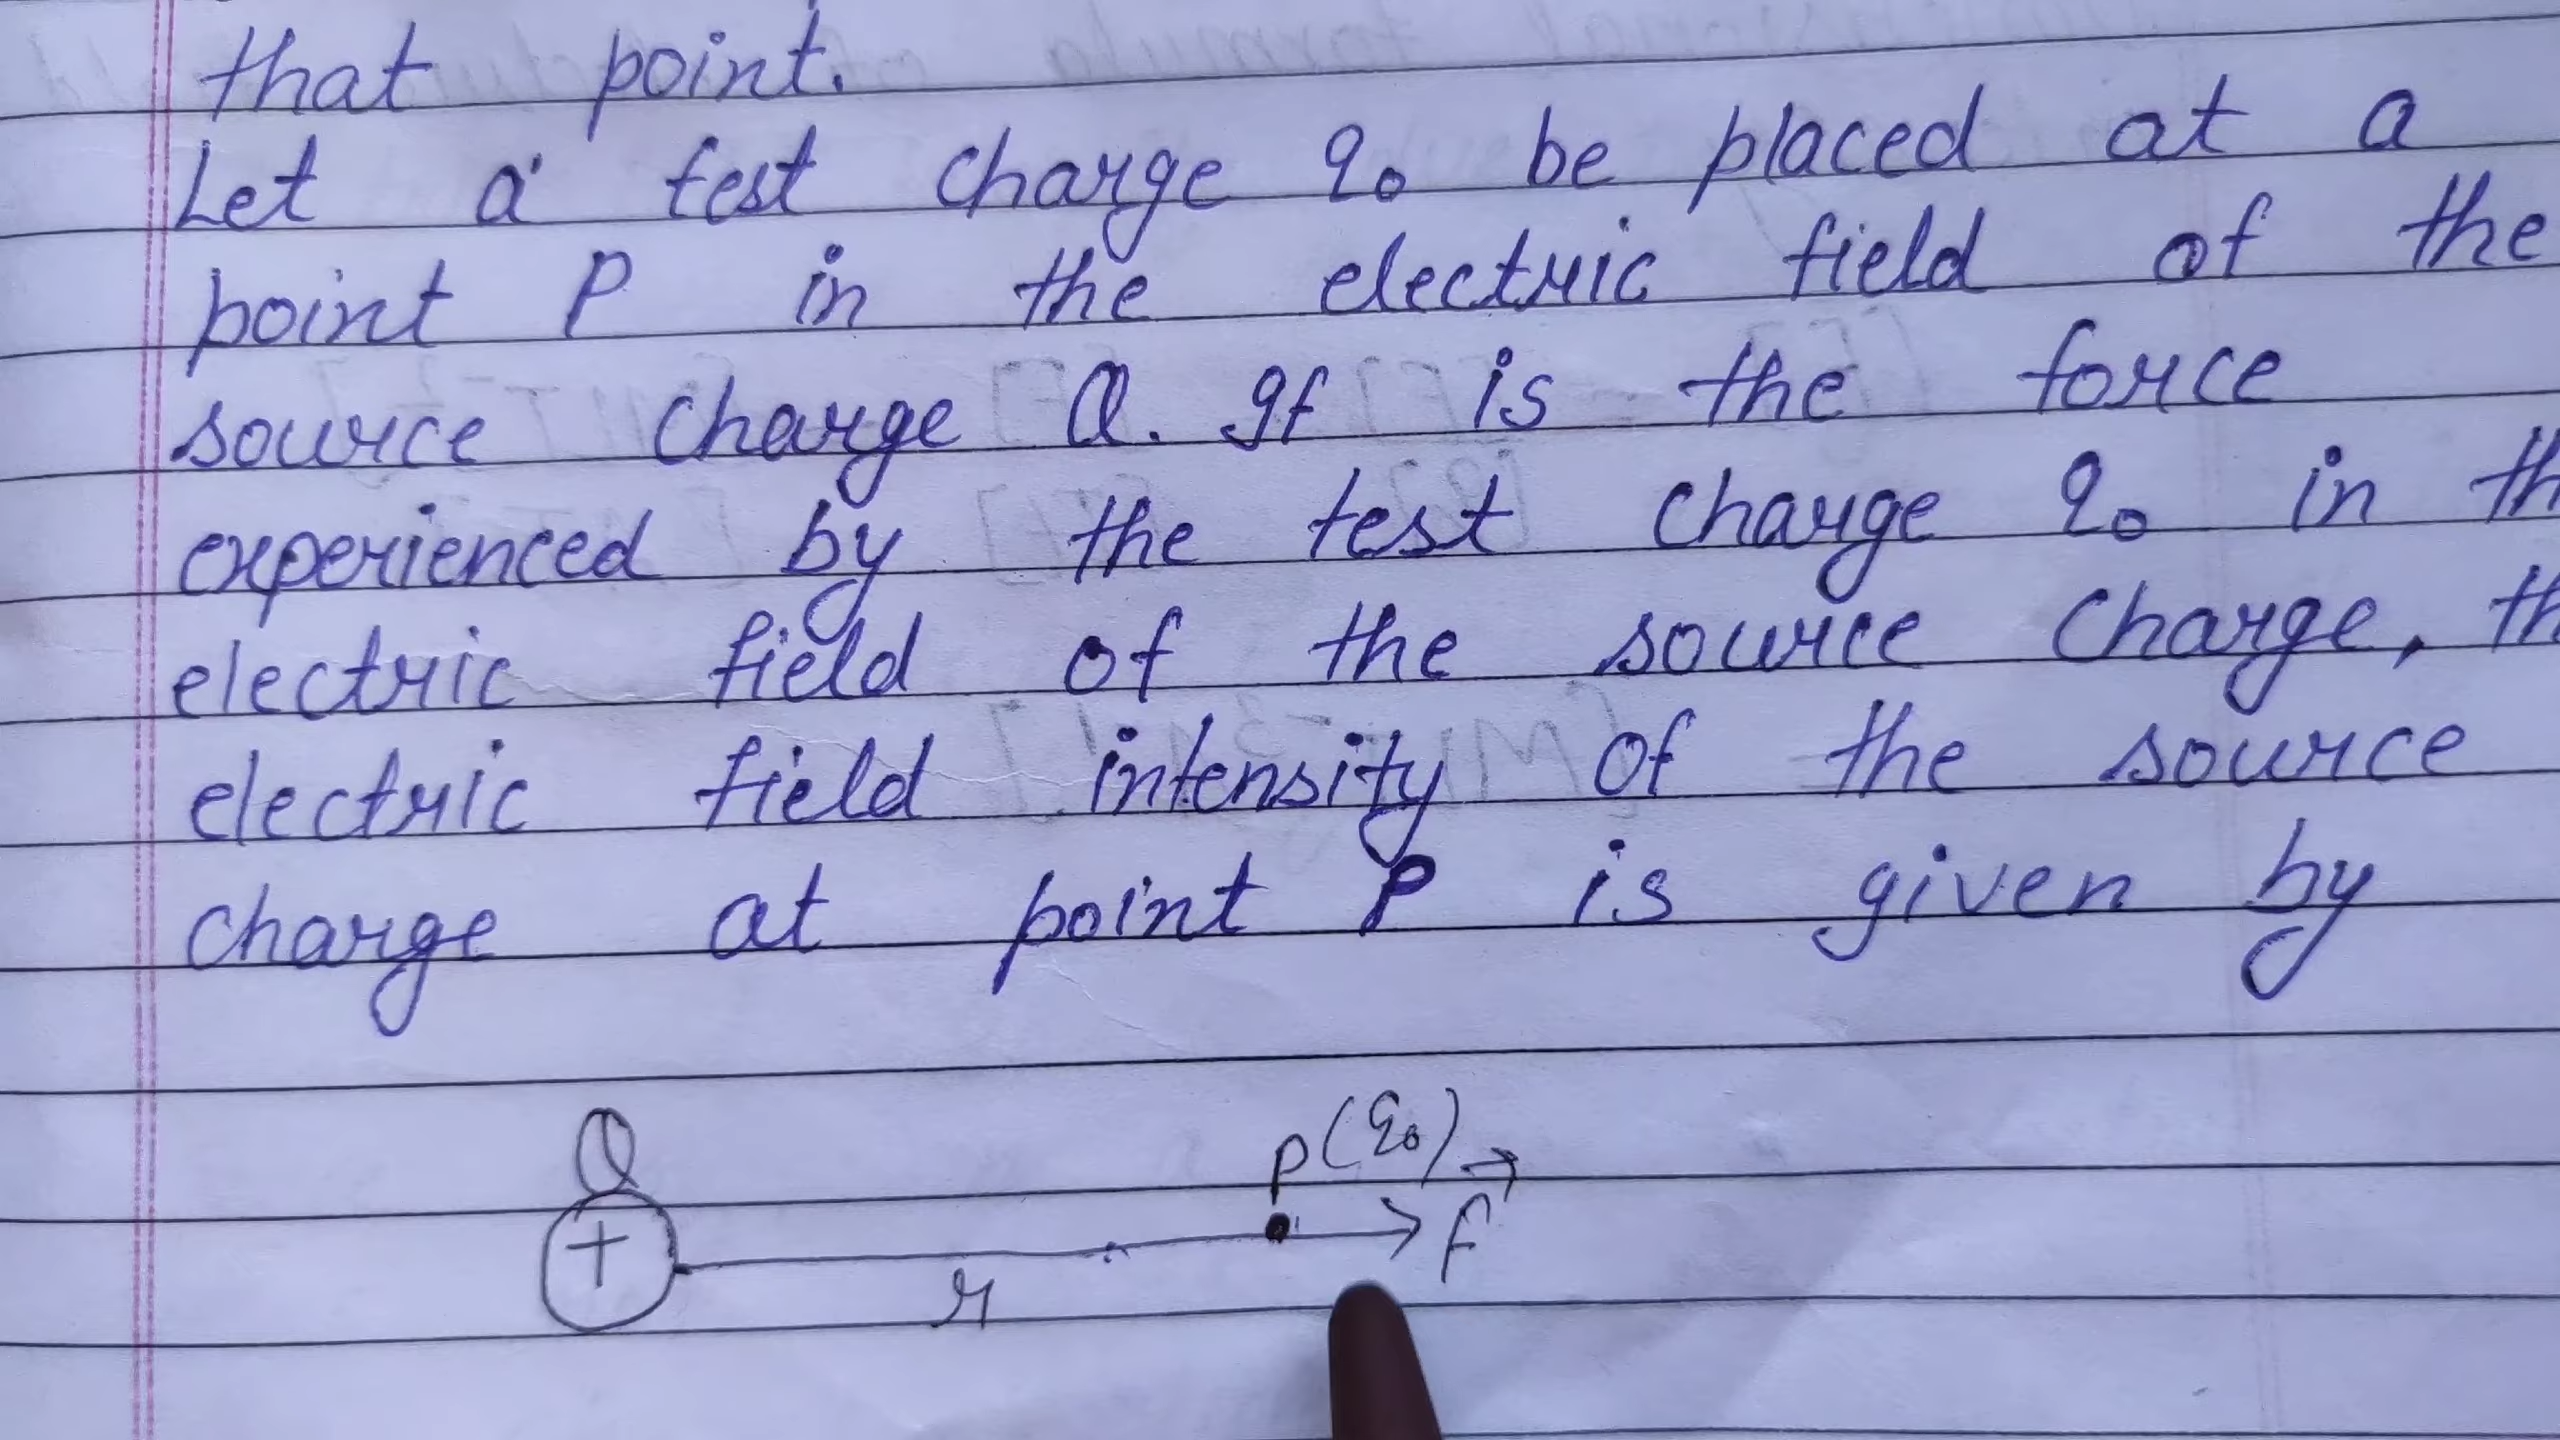 that point.
Let a test charge q₀ be placed at a
point P in the electric field of the
source charge Q. If is the force
experienced by the test charge q₀ in th
electric field of the source charge, th
electric field intensity of the source
charge at point P is given by
Q
P(q₀) →
+ F
r